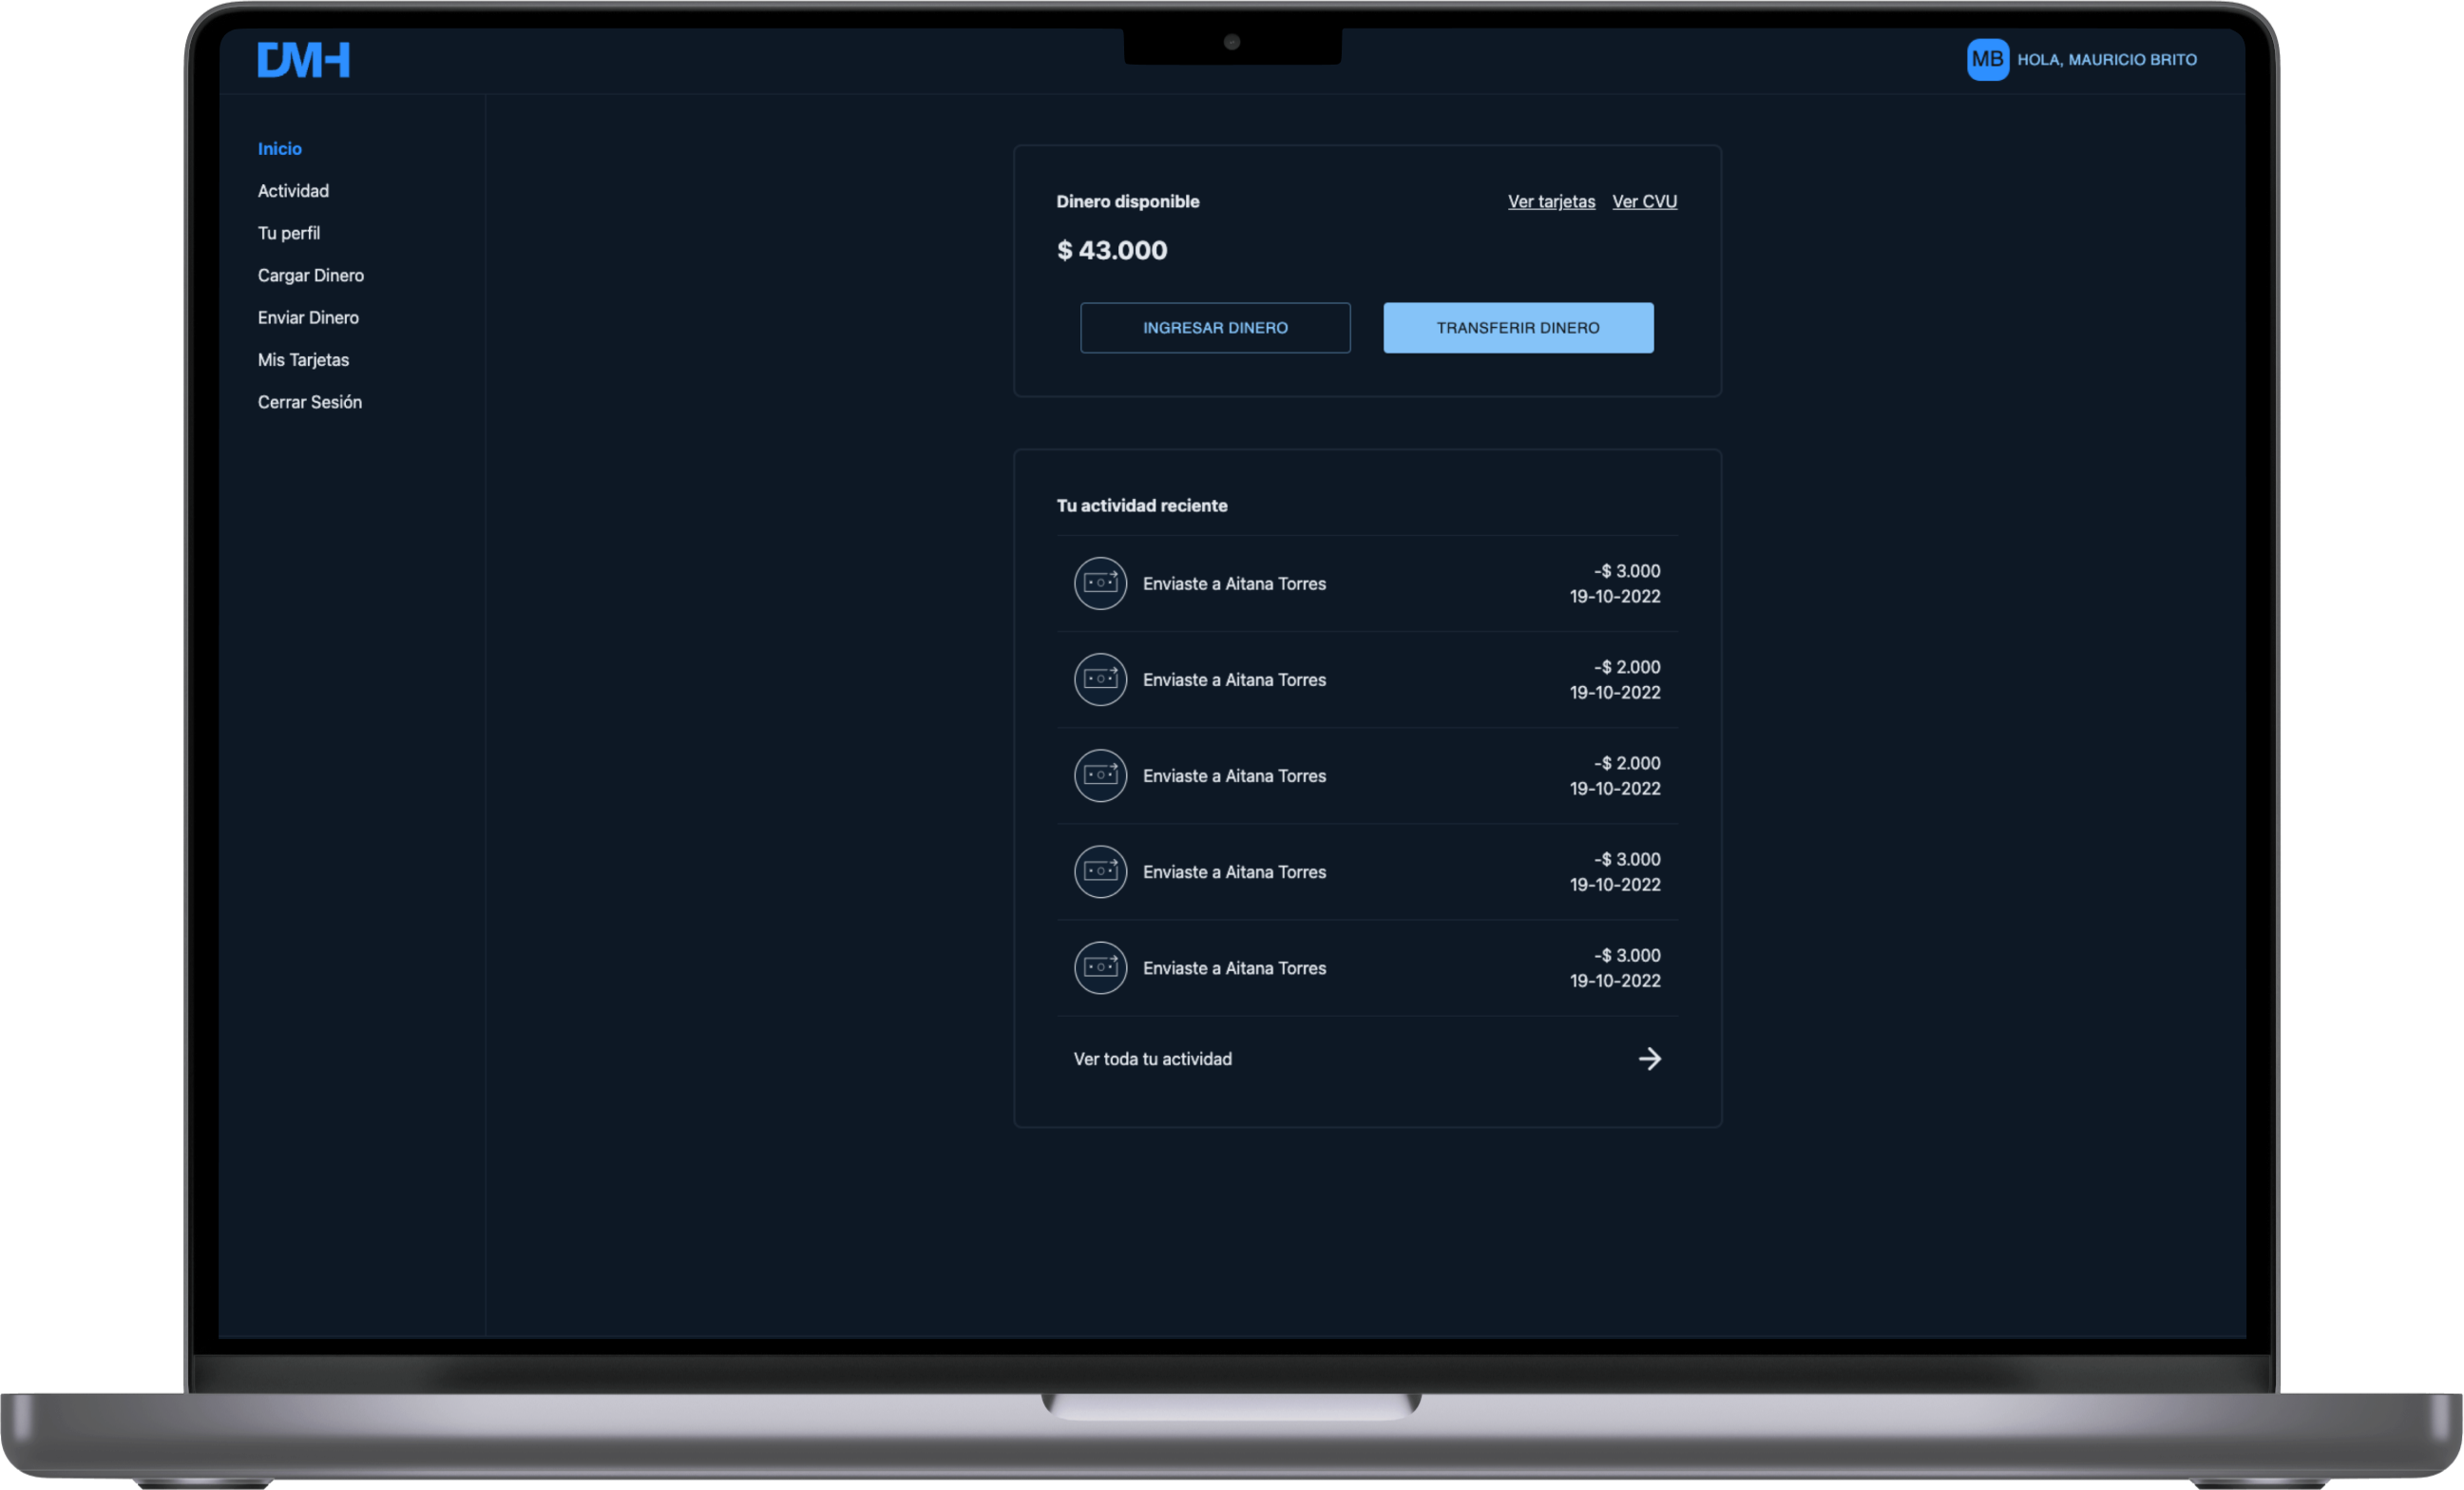 DMH
MB HOLA, MAURICIO BRITO
Inicio
Actividad
Tu perfil
Cargar Dinero
Enviar Dinero
Mis Tarjetas
Cerrar Sesión
Dinero disponible Ver tarjetas Ver CVU
$ 43.000
INGRESAR DINERO TRANSFERIR DINERO
Tu actividad reciente
Enviaste a Aitana Torres -$ 3.000
19-10-2022
Enviaste a Aitana Torres -$ 2.000
19-10-2022
Enviaste a Aitana Torres -$ 2.000
19-10-2022
Enviaste a Aitana Torres -$ 3.000
19-10-2022
Enviaste a Aitana Torres -$ 3.000
19-10-2022
Ver toda tu actividad